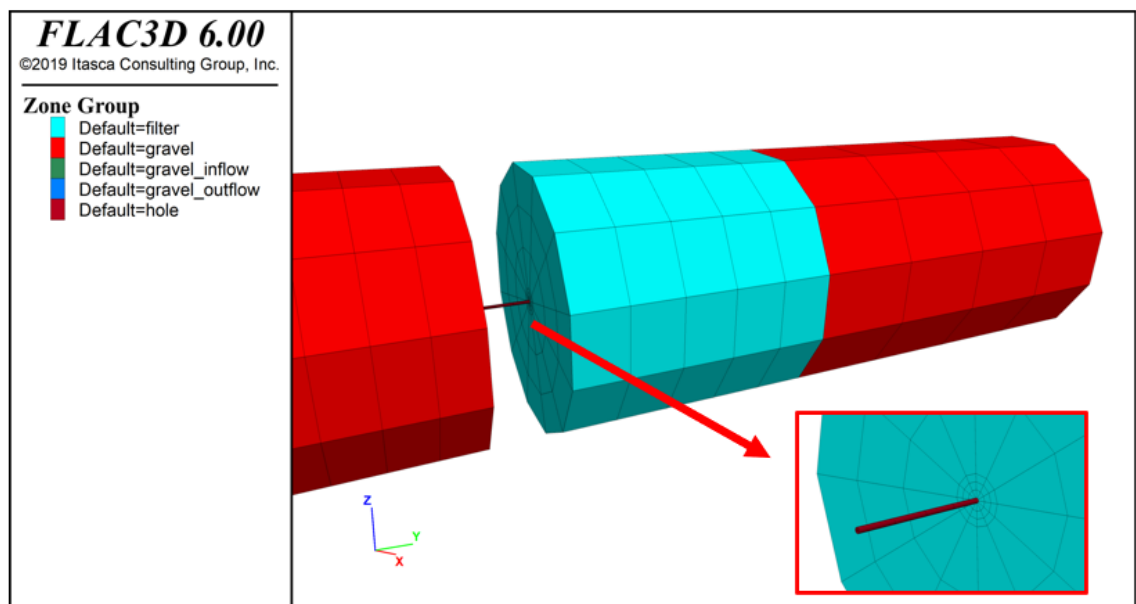 FLAC3D 6.00
©2019 Itasca Consulting Group, Inc.
Zone Group
Default=filter
Default=gravel
Default=gravel_inflow
Default=gravel_outflow
Default=hole
Z
Y
X